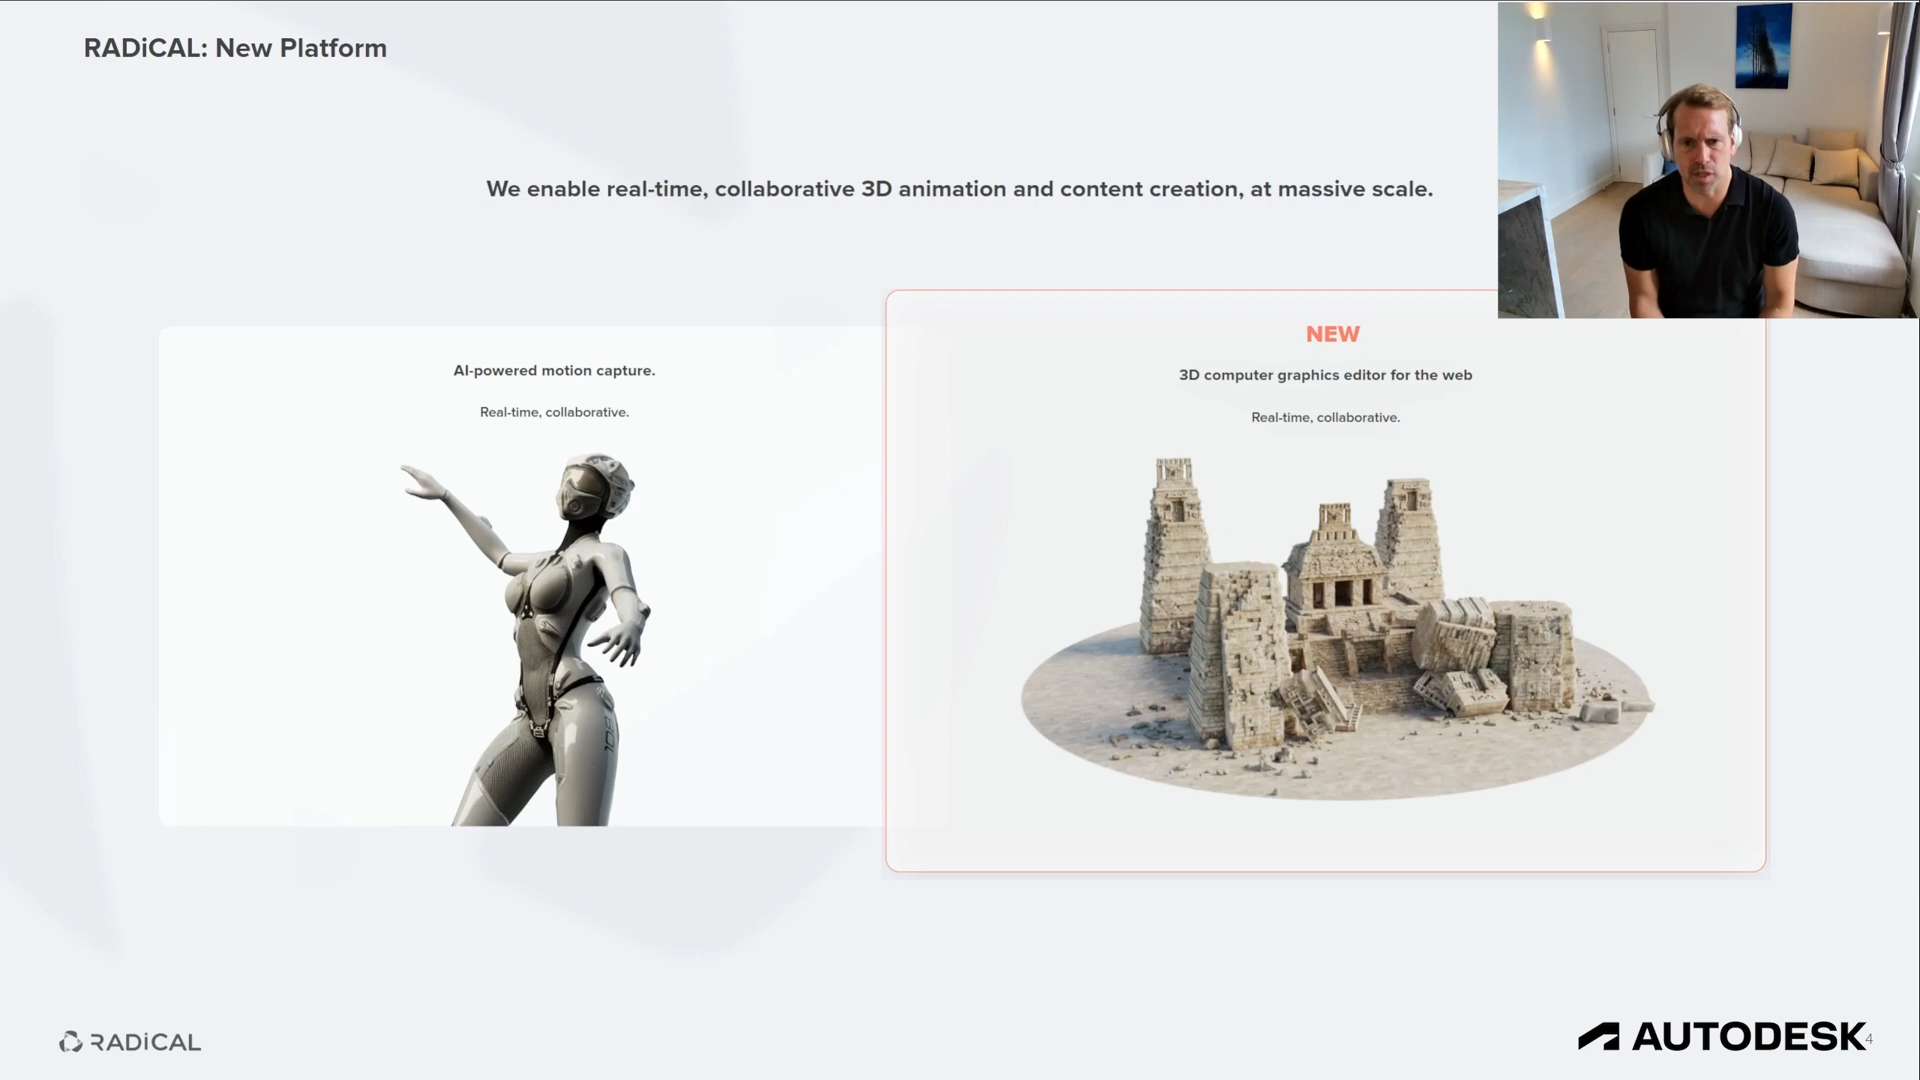 RADiCAL: New Platform
We enable real-time, collaborative 3D animation and content creation, at massive scale.
AI-powered motion capture.
Real-time, collaborative.
NEW
3D computer graphics editor for the web
Real-time, collaborative.
RADiCAL
AUTODESK
4